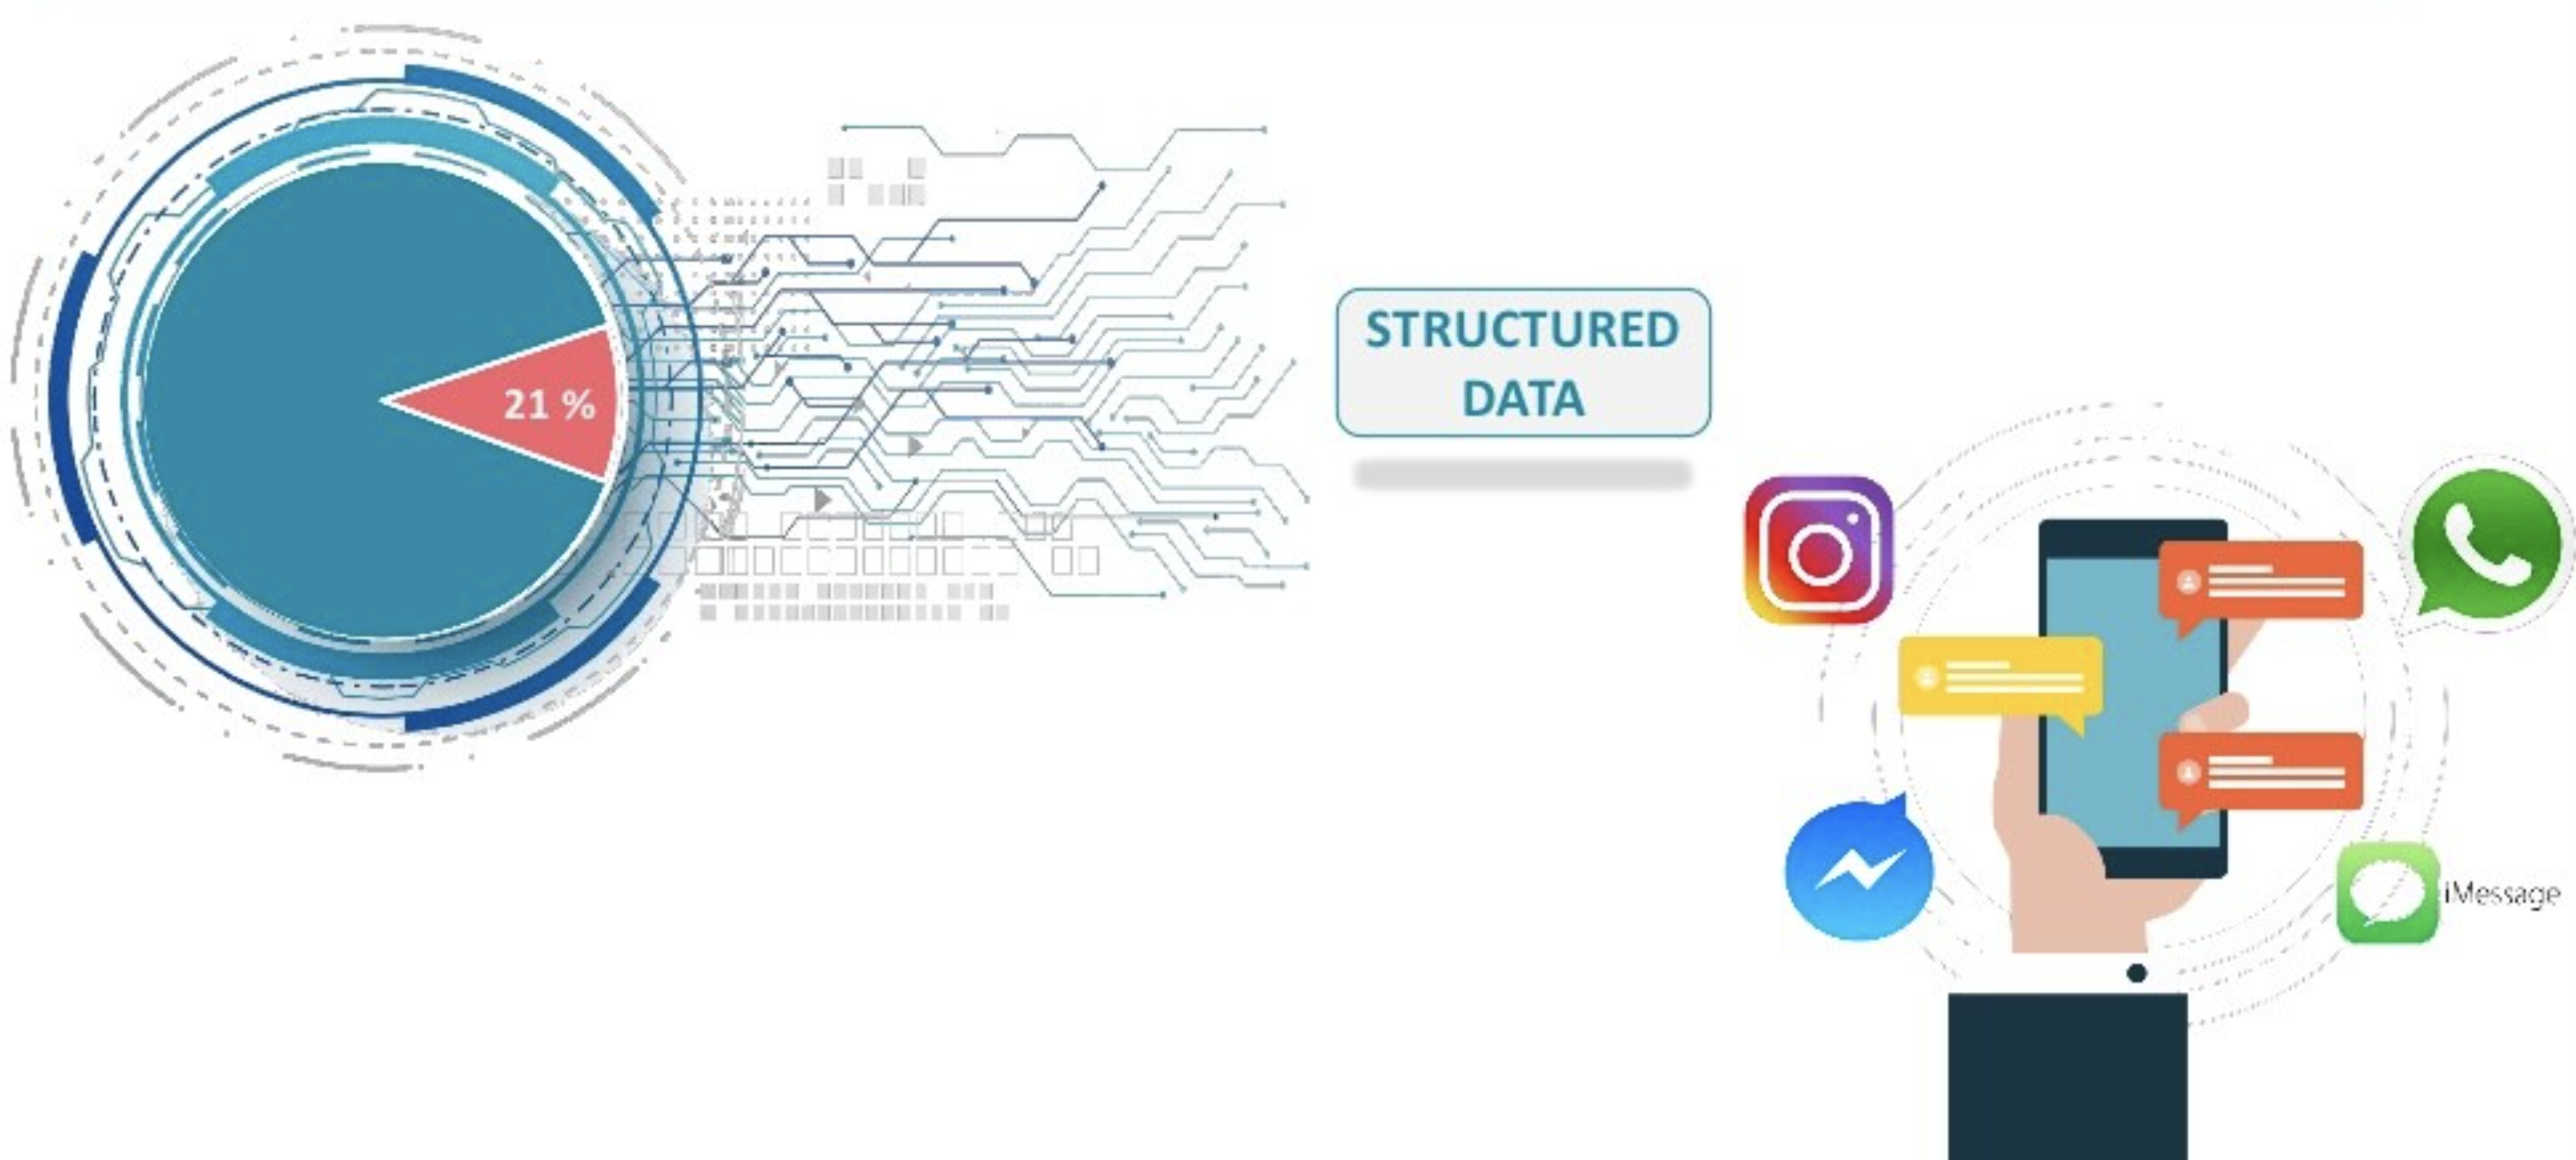 21 %
STRUCTURED
DATA
iMessage